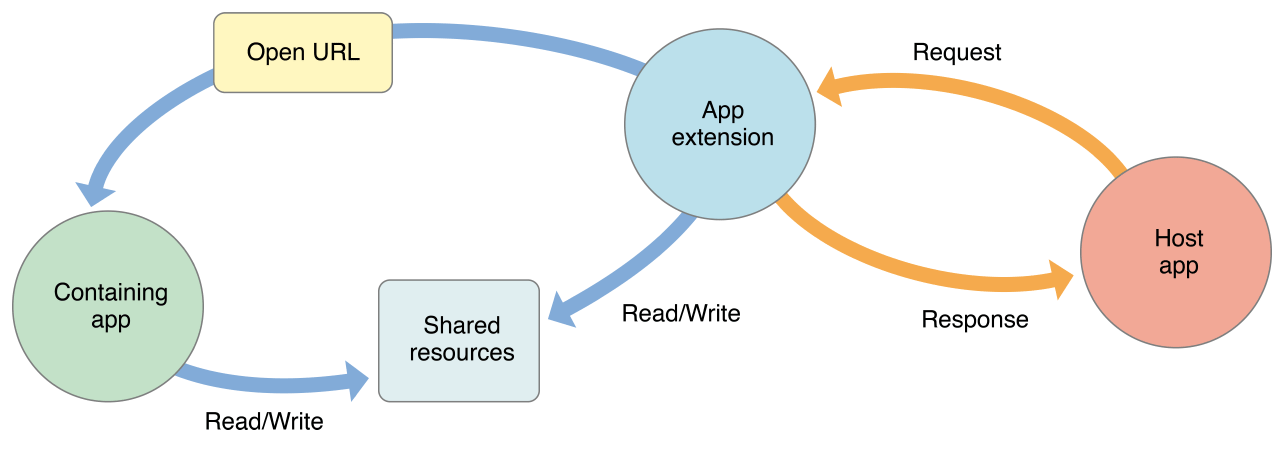 Open URL
App
extension
Request
Host
app
Containing
app
Shared
resources
Read/Write
Response
Read/Write